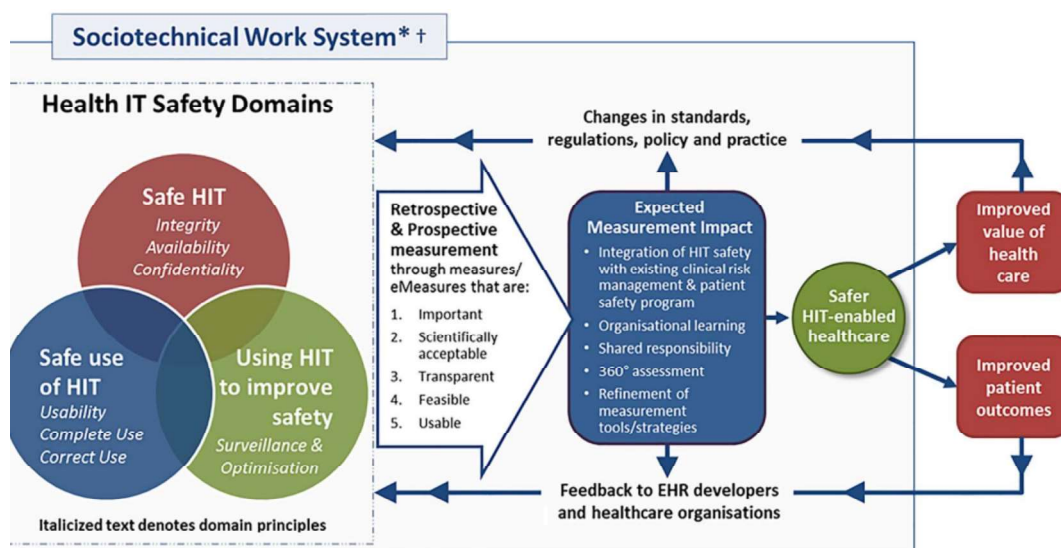 Sociotechnical Work System* †
Health IT Safety Domains
Safe HIT
Integrity
Availability
Confidentiality
Safe use
of HIT
Usability
Complete Use
Correct Use
Using HIT
to improve
safety
Surveillance &
Optimisation
Italicized text denotes domain principles
Retrospective
& Prospective
measurement
through measures/
eMeasures that are:
1. Important
2. Scientifically
acceptable
3. Transparent
4. Feasible
5. Usable
Changes in standards,
regulations, policy and practice
Expected
Measurement Impact
• Integration of HIT safety
with existing clinical risk
management & patient
safety program
• Organisational learning
• Shared responsibility
• 360° assessment
• Refinement of
measurement
tools/strategies
Feedback to EHR developers
and healthcare organisations
Safer
HIT-enabled
healthcare
Improved
value of
health
care
Improved
patient
outcomes